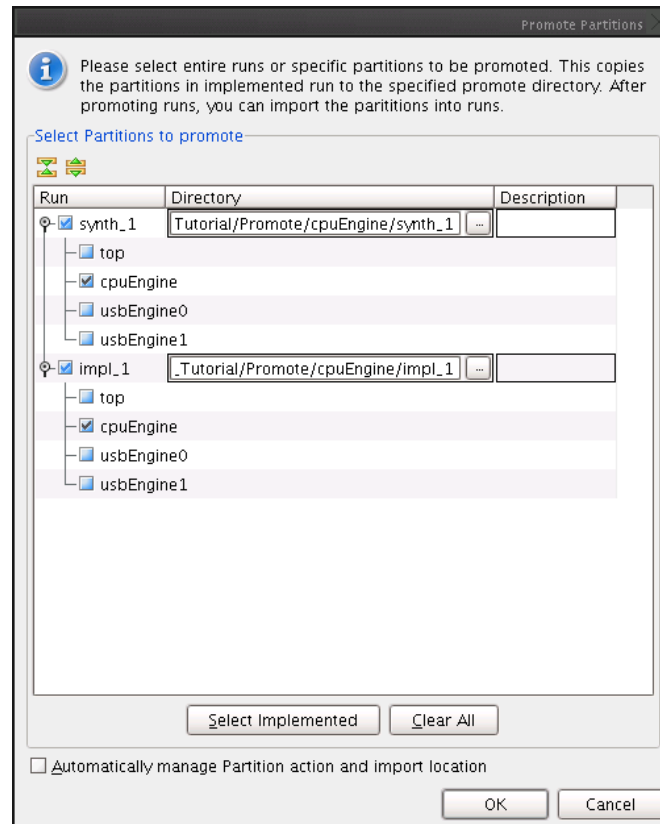 Promote Partitions
Please select entire runs or specific partitions to be promoted. This copies
the partitions in implemented run to the specified promote directory. After
promoting runs, you can import the parititions into runs.
Select Partitions to promote
Run Directory Description
synth_1 Tutorial/Promote/cpuEngine/synth_1 ...
top
cpuEngine
usbEngine0
usbEngine1
impl_1 _Tutorial/Promote/cpuEngine/impl_1 ...
top
cpuEngine
usbEngine0
usbEngine1
Select Implemented Clear All
Automatically manage Partition action and import location
OK Cancel